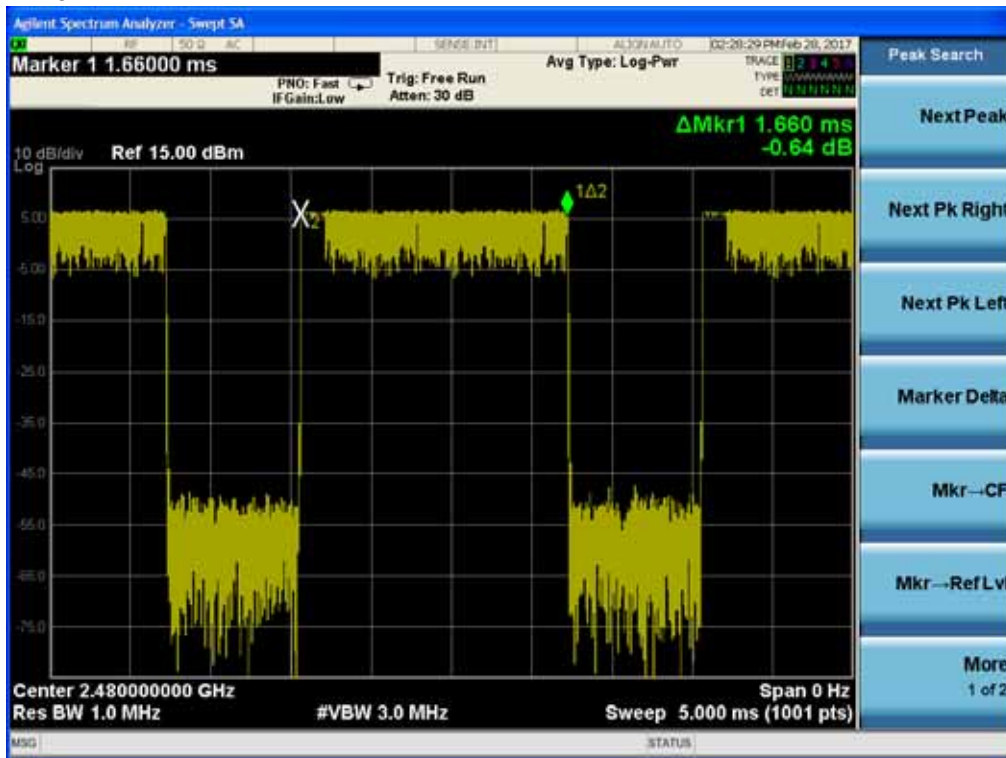 Agilent Spectrum Analyzer - Swept SA
RF 50 Ω AC SENSE:INT ALIGN AUTO 02:28:29 PM Feb 28, 2017
Marker 1 1.66000 ms
PNO: Fast
IFGain:Low
Trig: Free Run
Atten: 30 dB
Avg Type: Log-Pwr
TRACE 1 2 3 4 5 6
TYPE
DET N N N N N N
ΔMkr1 1.660 ms
-0.64 dB
10 dB/div Ref 15.00 dBm
Log
1Δ2
X2
5.00
-5.00
-15.0
-25.0
-35.0
-45.0
-55.0
-65.0
-75.0
Center 2.480000000 GHz Span 0 Hz
Res BW 1.0 MHz #VBW 3.0 MHz Sweep 5.000 ms (1001 pts)
MSG STATUS
Peak Search
Next Peak
Next Pk Right
Next Pk Left
Marker Delta
Mkr→CF
Mkr→Ref Lvl
More
1 of 2